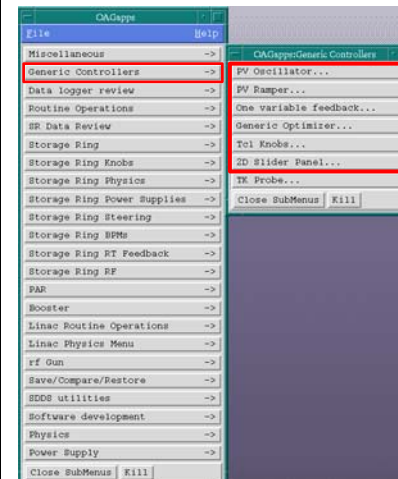 OAGapps
File Help
Miscellaneous ->
Generic Controllers ->
Data logger review ->
Routine Operations ->
SR Data Review ->
Storage Ring ->
Storage Ring Knobs ->
Storage Ring Physics ->
Storage Ring Power Supplies ->
Storage Ring Steering ->
Storage Ring BPMs ->
Storage Ring RT Feedback ->
Storage Ring RF ->
PAR ->
Booster ->
Linac Routine Operations ->
Linac Physics Menu ->
rf Gun ->
Save/Compare/Restore ->
SDDS utilities ->
Software development ->
Physics ->
Power Supply ->
Close SubMenus Kill
OAGapps:Generic Controllers
PV Oscillator...
PV Ramper...
One variable feedback...
Generic Optimizer...
Tcl Knobs...
2D Slider Panel...
TK Probe...
Close SubMenus Kill